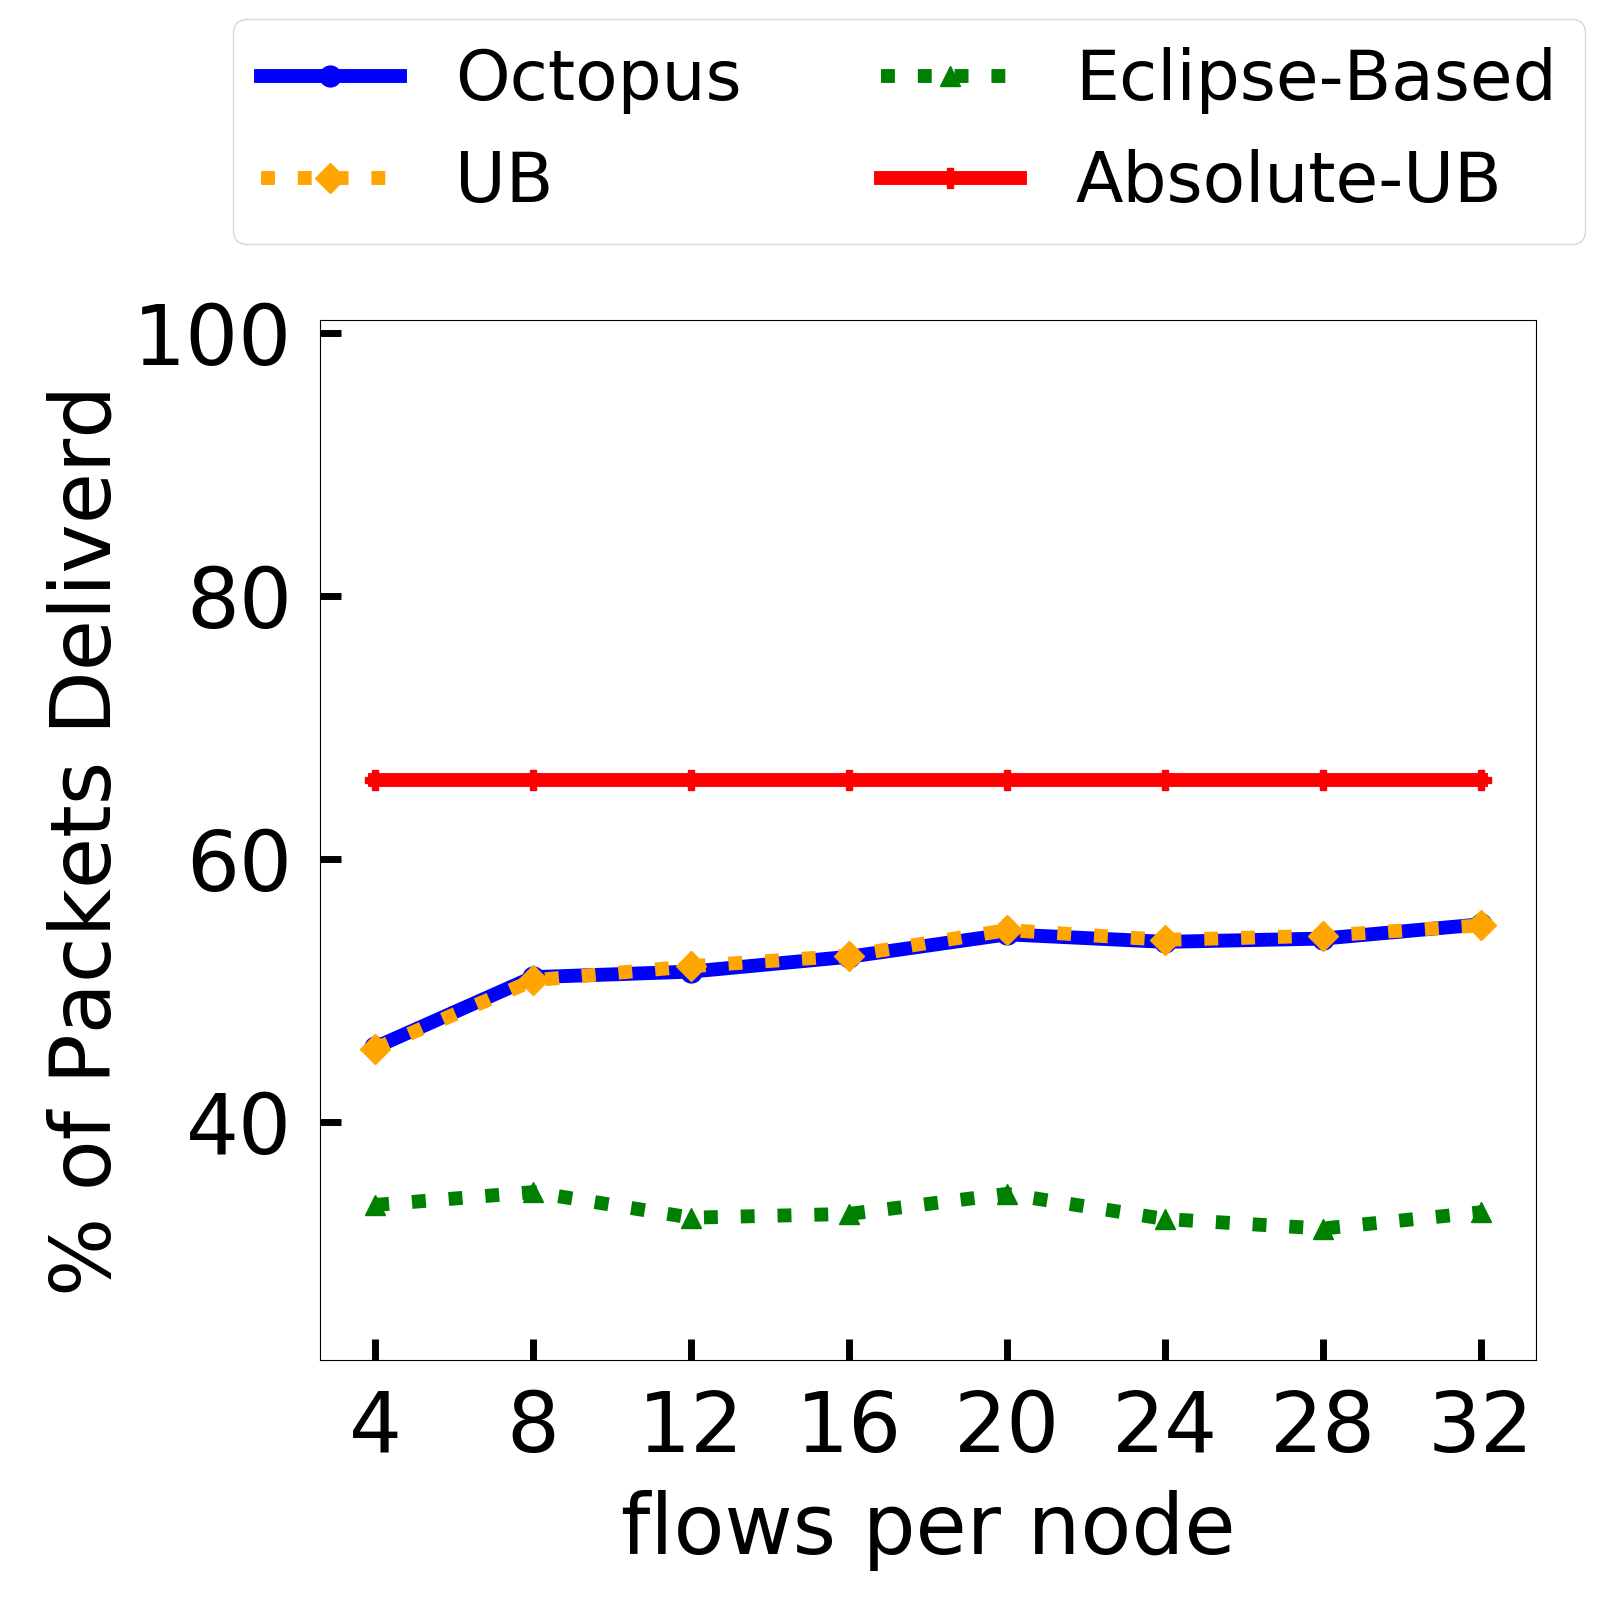 Octopus
Eclipse-Based
UB
Absolute-UB
% of Packets Deliverd
100
80
60
40
4 8 12 16 20 24 28 32
flows per node